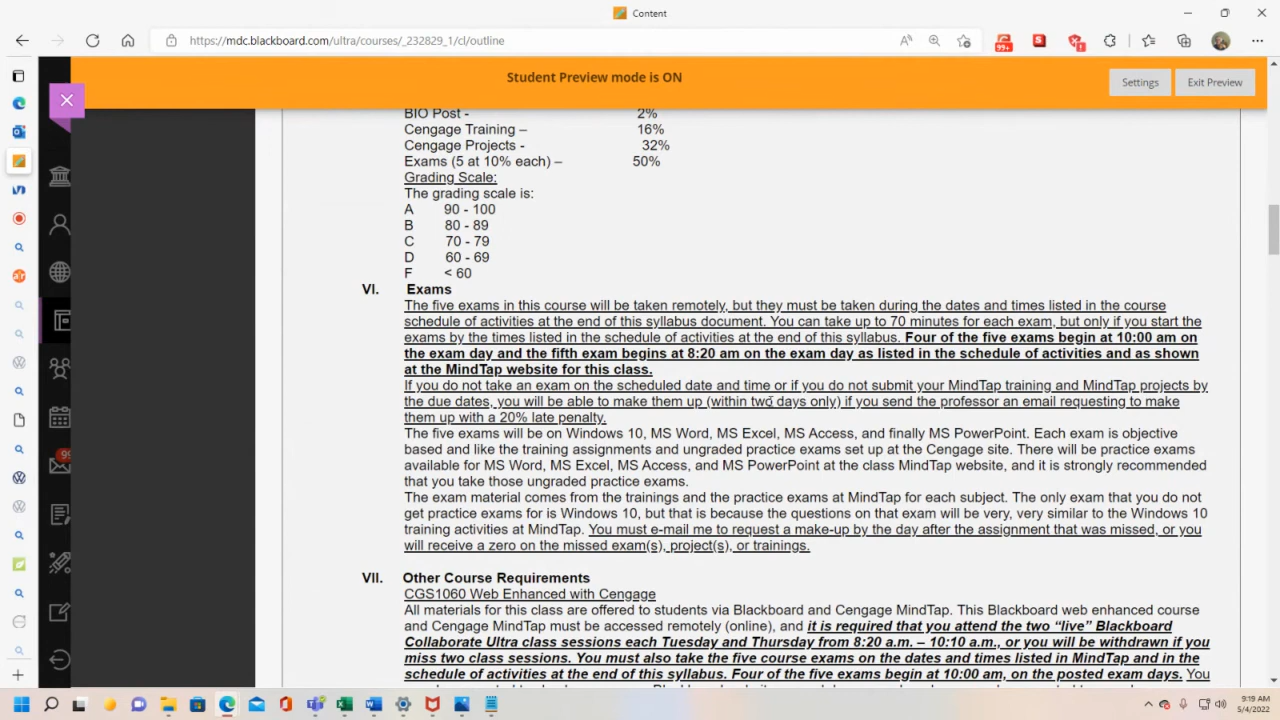 Content
https://mdc.blackboard.com/ultra/courses/_232829_1/cl/outline
99+
Student Preview mode is ON
Settings
Exit Preview
BIO Post - 2%
Cengage Training – 16%
Cengage Projects - 32%
Exams (5 at 10% each) – 50%
Grading Scale:
The grading scale is:
A 90 - 100
B 80 - 89
C 70 - 79
D 60 - 69
F < 60
VI. Exams
The five exams in this course will be taken remotely, but they must be taken during the dates and times listed in the course
schedule of activities at the end of this syllabus document. You can take up to 70 minutes for each exam, but only if you start the
exams by the times listed in the schedule of activities at the end of this syllabus. Four of the five exams begin at 10:00 am on
the exam day and the fifth exam begins at 8:20 am on the exam day as listed in the schedule of activities and as shown
at the MindTap website for this class.
If you do not take an exam on the scheduled date and time or if you do not submit your MindTap training and MindTap projects by
the due dates, you will be able to make them up (within two days only) if you send the professor an email requesting to make
them up with a 20% late penalty.
The five exams will be on Windows 10, MS Word, MS Excel, MS Access, and finally MS PowerPoint. Each exam is objective
based and like the training assignments and ungraded practice exams set up at the Cengage site. There will be practice exams
available for MS Word, MS Excel, MS Access, and MS PowerPoint at the class MindTap website, and it is strongly recommended
that you take those ungraded practice exams.
The exam material comes from the trainings and the practice exams at MindTap for each subject. The only exam that you do not
get practice exams for is Windows 10, but that is because the questions on that exam will be very, very similar to the Windows 10
training activities at MindTap. You must e-mail me to request a make-up by the day after the assignment that was missed, or you
will receive a zero on the missed exam(s), project(s), or trainings.
VII. Other Course Requirements
CGS1060 Web Enhanced with Cengage
All materials for this class are offered to students via Blackboard and Cengage MindTap. This Blackboard web enhanced course
and Cengage MindTap must be accessed remotely (online), and it is required that you attend the two “live” Blackboard
Collaborate Ultra class sessions each Tuesday and Thursday from 8:20 a.m. – 10:10 a.m., or you will be withdrawn if you
miss two class sessions. You must also take the five course exams on the dates and times listed in MindTap and in the
schedule of activities at the end of this syllabus. Four of the five exams begin at 10:00 am, on the posted exam days. You
9:19 AM
5/4/2022